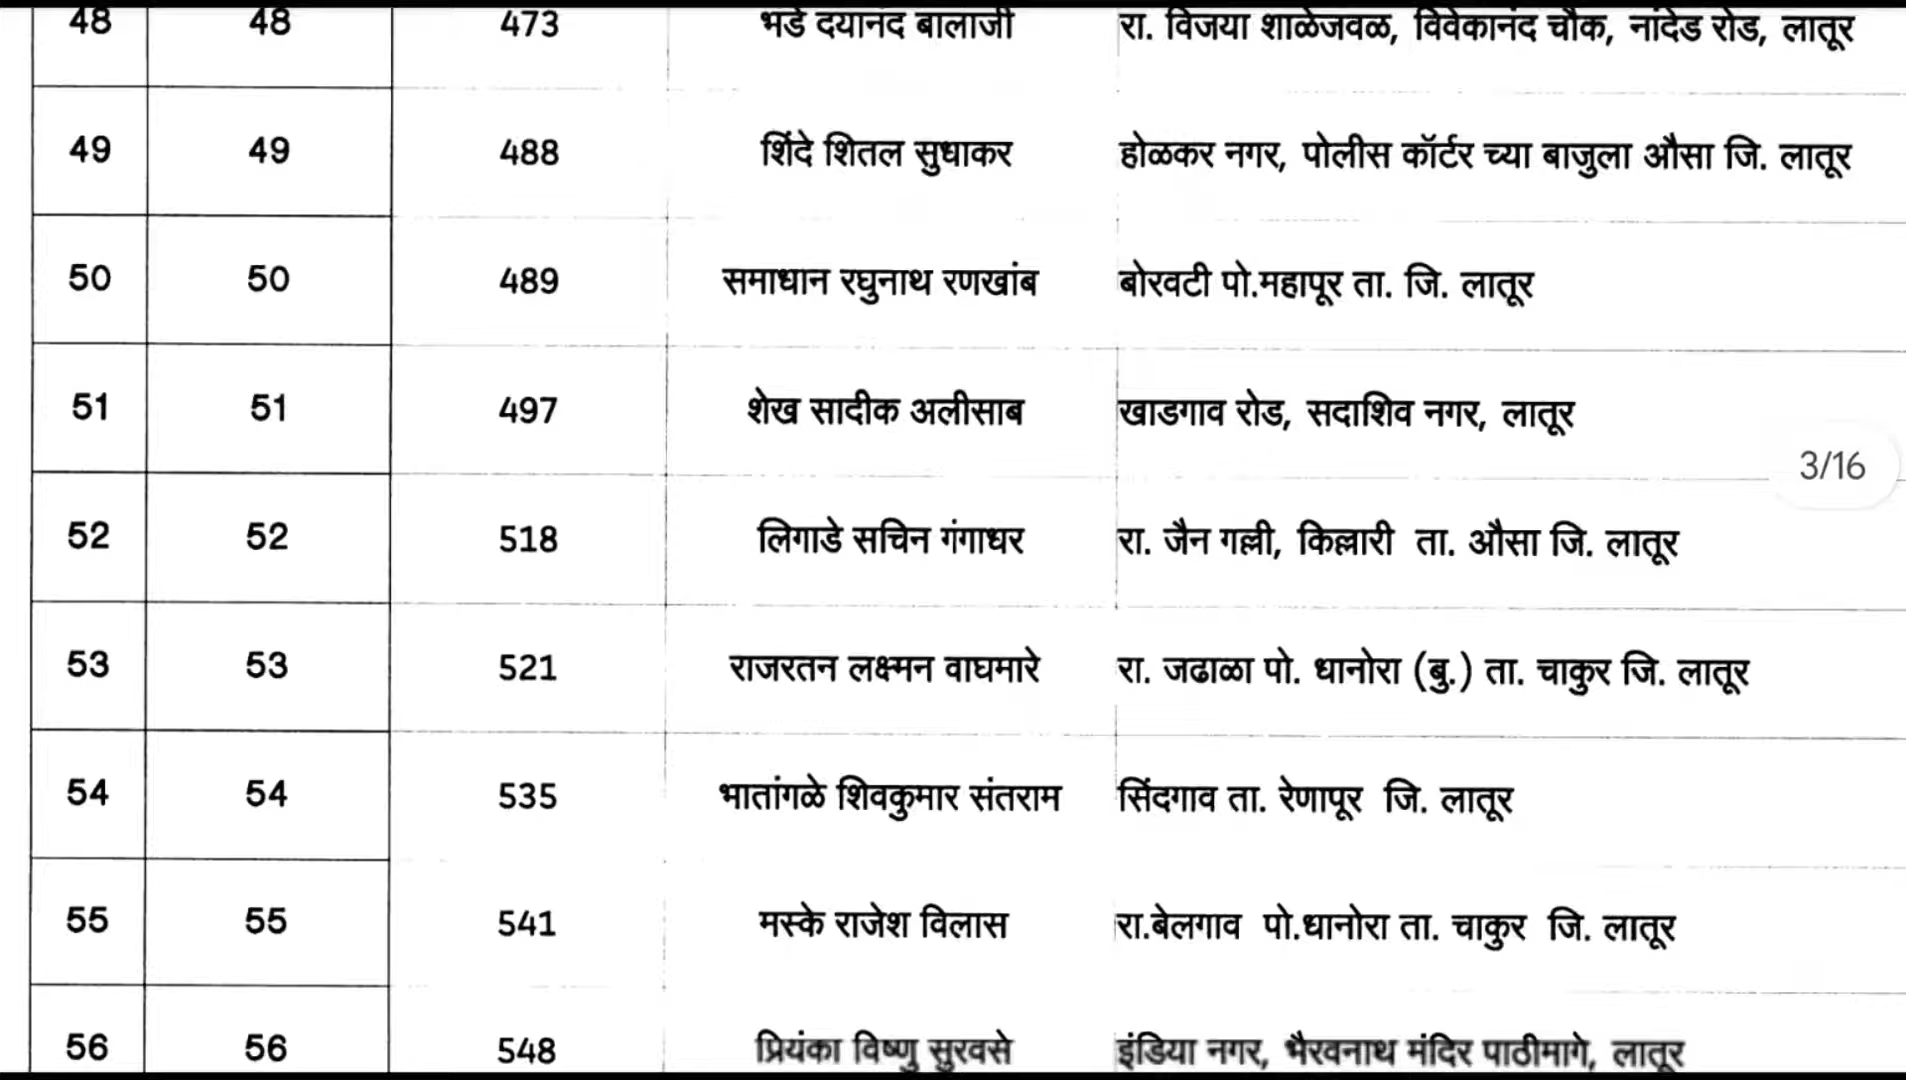 48 48 473 भडे दयानंद बालाजी रा. विजया शाळेजवळ, विवेकानंद चौक, नांदेड रोड, लातूर
49 49 488 शिंदे शितल सुधाकर होळकर नगर, पोलीस कॉर्टर च्या बाजुला औसा जि. लातूर
50 50 489 समाधान रघुनाथ रणखांब बोरवटी पो.महापूर ता. जि. लातूर
51 51 497 शेख सादीक अलीसाब खाडगाव रोड, सदाशिव नगर, लातूर
3/16
52 52 518 लिगाडे सचिन गंगाधर रा. जैन गल्ली, किल्लारी ता. औसा जि. लातूर
53 53 521 राजरतन लक्ष्मन वाघमारे रा. जढाळा पो. धानोरा (बु.) ता. चाकुर जि. लातूर
54 54 535 भातांगळे शिवकुमार संतराम सिंदगाव ता. रेणापूर जि. लातूर
55 55 541 मस्के राजेश विलास रा.बेलगाव पो.धानोरा ता. चाकुर जि. लातूर
56 56 548 प्रियंका विष्णु सुरवसे इंडिया नगर, भैरवनाथ मंदिर पाठीमागे, लातूर